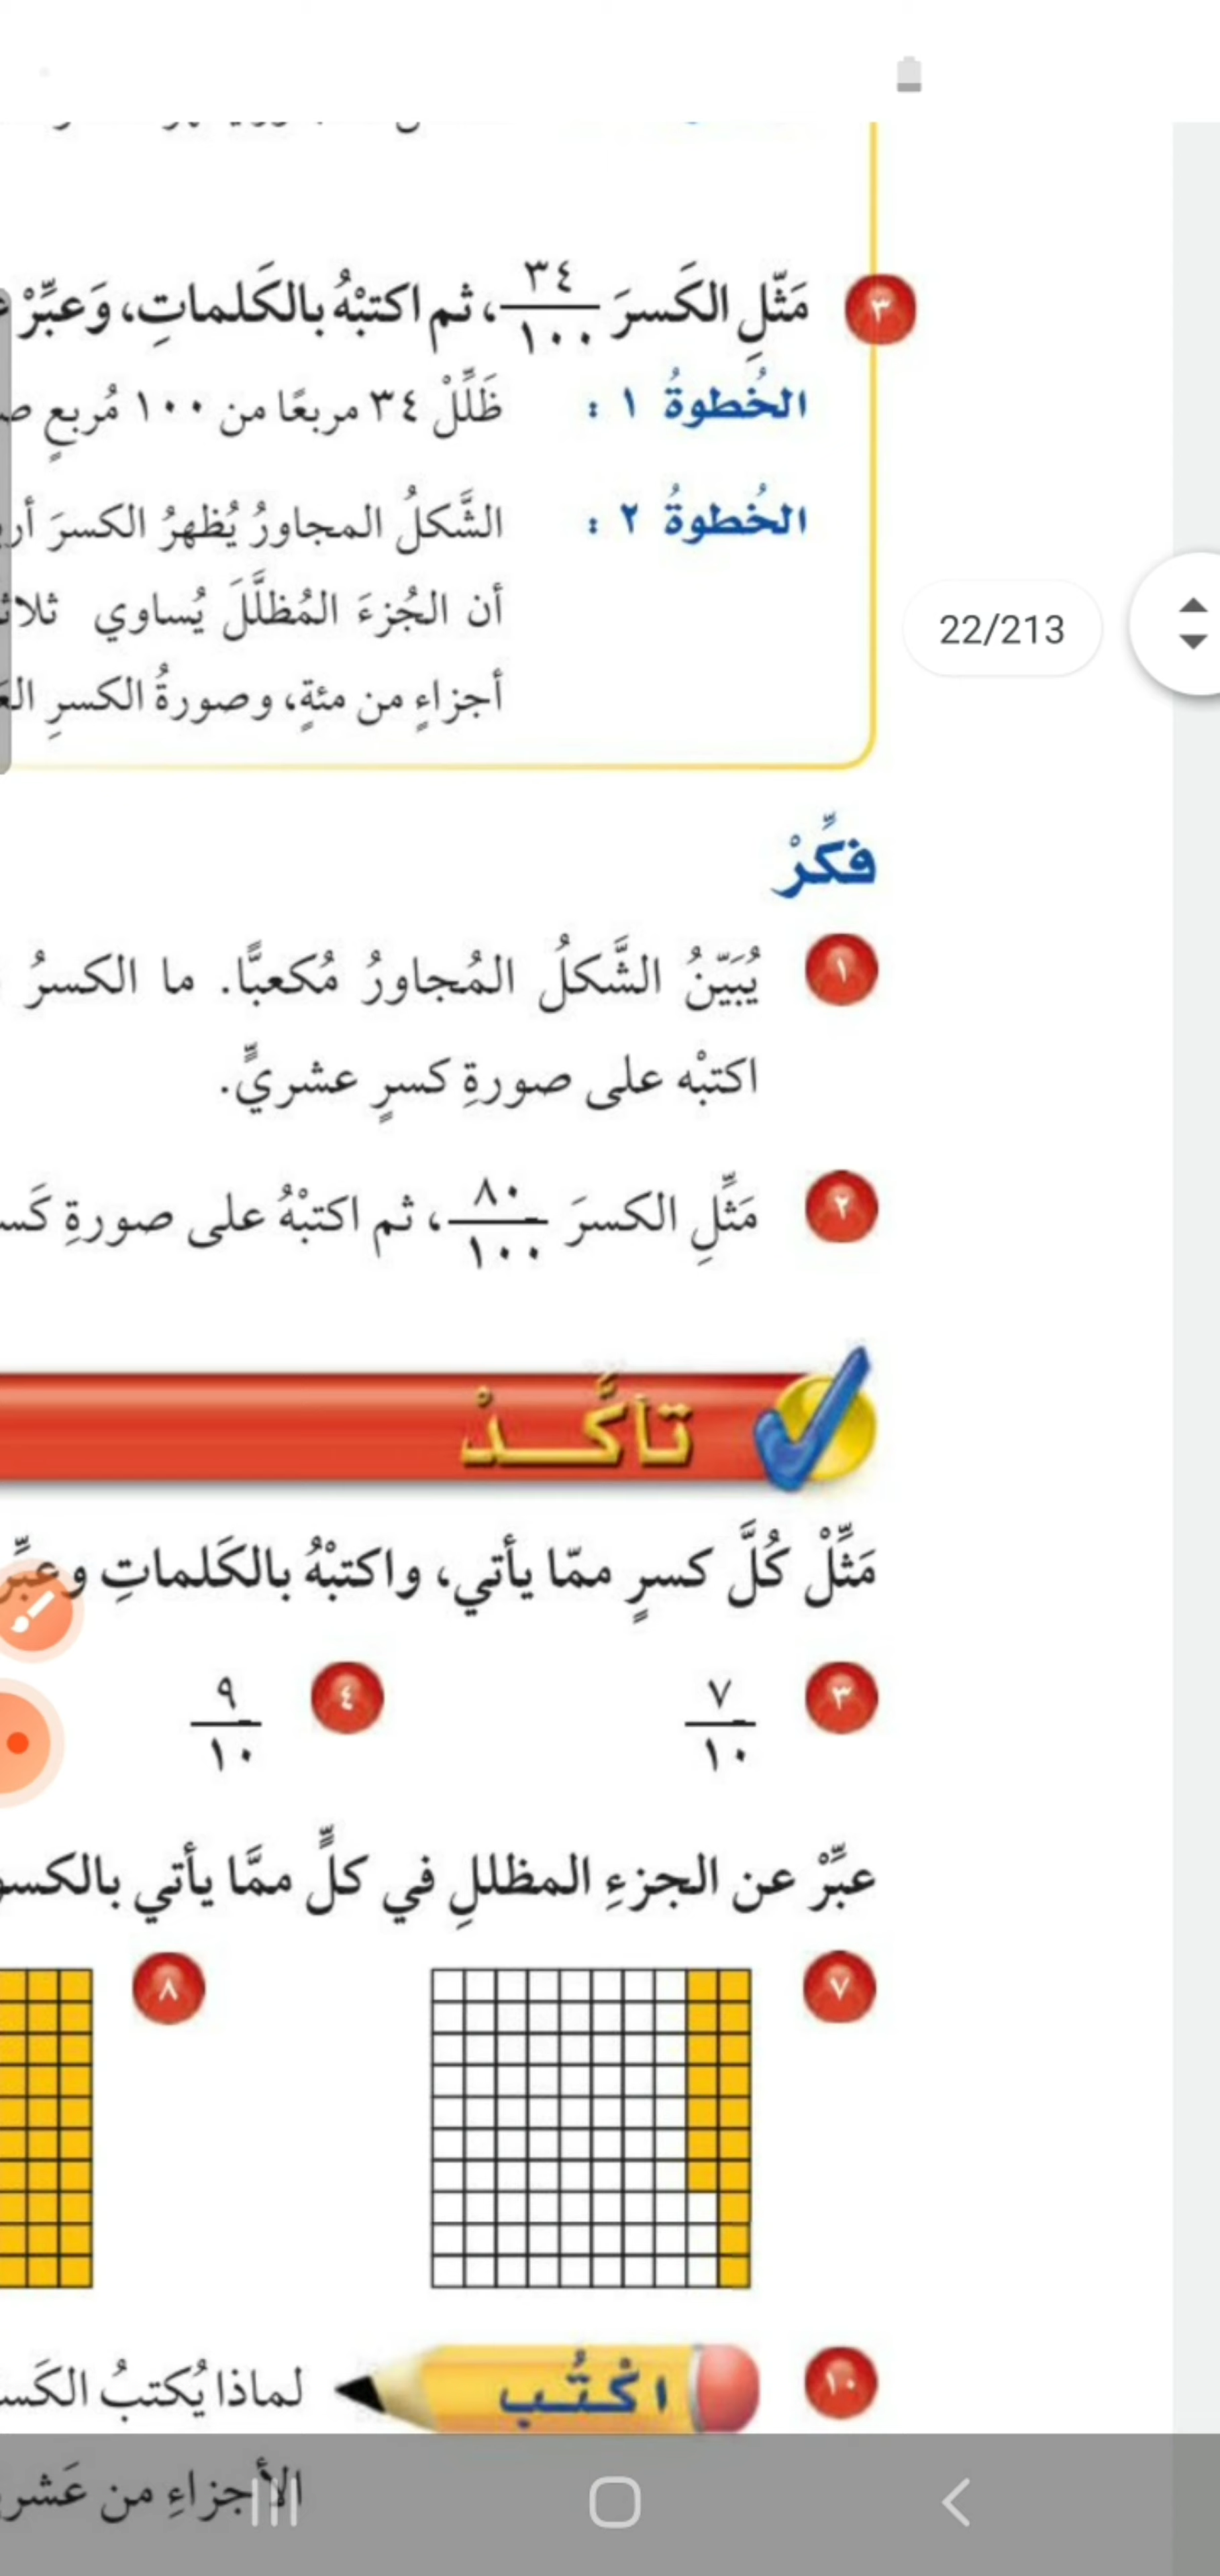 ٣ مَثِّلِ الكَسرَ ٣٤/١٠٠، ثم اكتبْهُ بالكَلماتِ، وَعبِّرْ
الخُطوةُ ١ : ظَلِّلْ ٣٤ مربعًا من ١٠٠ مُربعٍ
الخُطوةُ ٢ : الشَّكلُ المجاورُ يُظهرُ الكسرَ
أن الجُزءَ المُظلَّلَ يُساوي
أجزاءٍ من مئةٍ، وصورةُ الكسرِ
22/213
فكِّرْ
١ يُبَيّنُ الشَّكلُ المُجاورُ مُكعبًّا. ما الكسرُ
اكتبْه على صورةِ كسرٍ عشريٍّ.
٢ مَثِّلِ الكسرَ ٨٠/١٠٠، ثم اكتبْهُ على صورةِ
تأكَّدْ
مَثِّلْ كُلَّ كسرٍ ممّا يأتي، واكتبْهُ بالكَلماتِ وعبِّر
٣ ٧/١٠ ٤ ٩/١٠
عبِّرْ عن الجزءِ المظللِ في كلٍّ ممَّا يأتي
٧ ٨
١٠ اكْتُب لماذا يُكتبُ
الأجزاءِ من